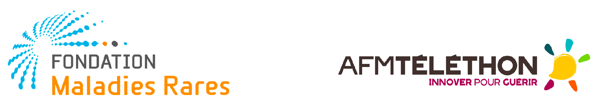 FONDATION
Maladies Rares
AFMTÉLÉTHON
INNOVER POUR GUÉRIR